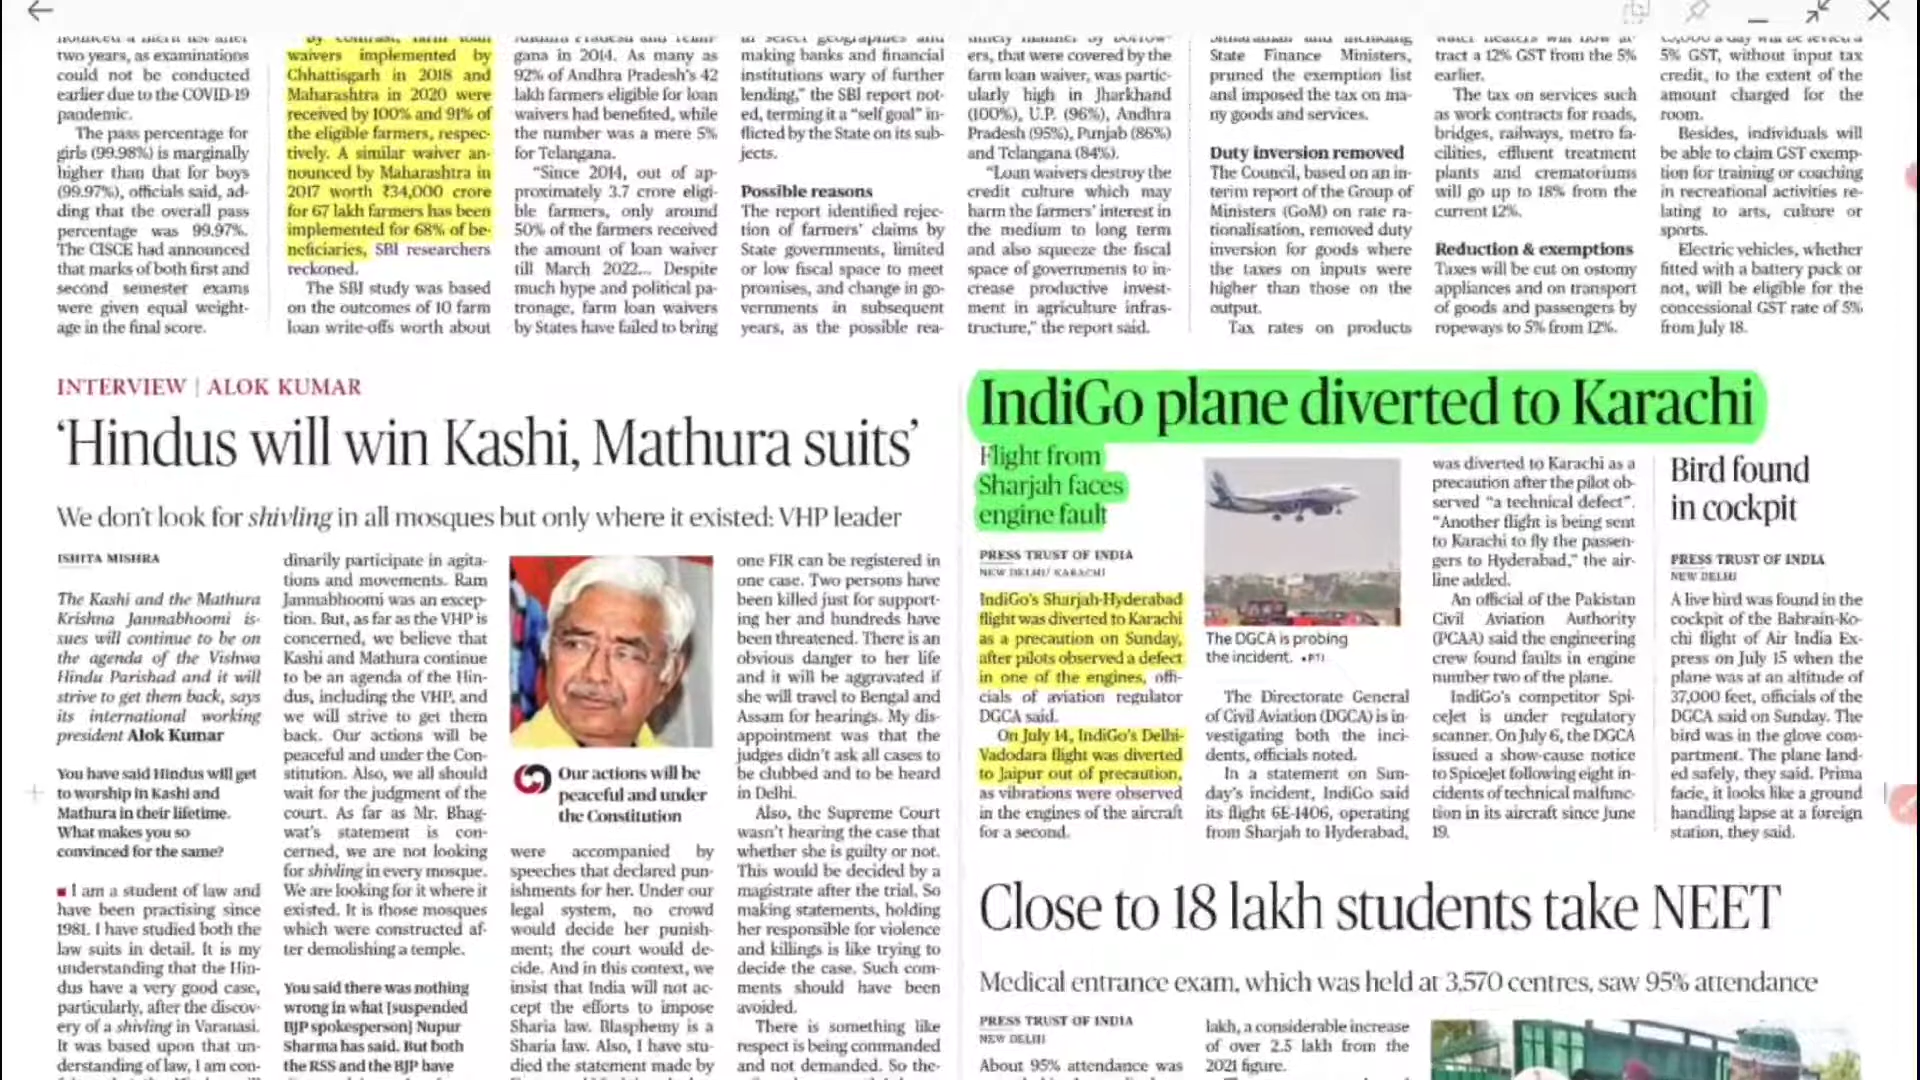 two years, as examinations
could not be conducted
earlier due to the COVID-19
pandemic.
The pass percentage for
girls (99.98%) is marginally
higher than that for boys
(99.97%), officials said, ad-
ding that the overall pass
percentage was 99.97%.
The CISCE had announced
that marks of both first and
second semester exams
were given equal weight-
age in the final score.
By contrast, farm loan
waivers implemented by
Chhattisgarh in 2018 and
Maharashtra in 2020 were
received by 100% and 91% of
the eligible farmers, respec-
tively. A similar waiver an-
nounced by Maharashtra in
2017 worth ₹34,000 crore
for 67 lakh farmers has been
implemented for 68% of be-
neficiaries, SBI researchers
reckoned.
The SBI study was based
on the outcomes of 10 farm
loan write-offs worth about
gana in 2014. As many as
92% of Andhra Pradesh's 42
lakh farmers eligible for loan
waivers had benefited, while
the number was a mere 5%
for Telangana.
"Since 2014, out of ap-
proximately 3.7 crore eligi-
ble farmers, only around
50% of the farmers received
the amount of loan waiver
till March 2022... Despite
much hype and political pa-
tronage, farm loan waivers
by States have failed to bring
in select geographies and
making banks and financial
institutions wary of further
lending," the SBI report not-
ed, terming it a "self goal" in-
flicted by the State on its sub-
jects.
Possible reasons
The report identified rejec-
tion of farmers' claims by
State governments, limited
or low fiscal space to meet
promises, and change in go-
vernments in subsequent
years, as the possible rea-
timely manner by borrow-
ers, that were covered by the
farm loan waiver, was partic-
ularly high in Jharkhand
(100%), U.P. (96%), Andhra
Pradesh (95%), Punjab (86%)
and Telangana (84%).
"Loan waivers destroy the
credit culture which may
harm the farmers' interest in
the medium to long term
and also squeeze the fiscal
space of governments to in-
crease productive invest-
ment in agriculture infras-
tructure," the report said.
State Finance Ministers,
pruned the exemption list
and imposed the tax on ma-
ny goods and services.
Duty inversion removed
The Council, based on an in-
terim report of the Group of
Ministers (GoM) on rate ra-
tionalisation, removed duty
inversion for goods where
the taxes on inputs were
higher than those on the
output.
Tax rates on products
water heaters will now at-
tract a 12% GST from the 5%
earlier.
The tax on services such
as work contracts for roads,
bridges, railways, metro fa-
cilities, effluent treatment
plants and crematoriums
will go up to 18% from the
current 12%.
Reduction & exemptions
Taxes will be cut on ostomy
appliances and on transport
of goods and passengers by
ropeways to 5% from 12%.
5% GST, without input tax
credit, to the extent of the
amount charged for the
room.
Besides, individuals will
be able to claim GST exemp-
tion for training or coaching
in recreational activities re-
lating to arts, culture or
sports.
Electric vehicles, whether
fitted with a battery pack or
not, will be eligible for the
concessional GST rate of 5%
from July 18.
INTERVIEW | ALOK KUMAR
'Hindus will win Kashi, Mathura suits'
We don't look for shivling in all mosques but only where it existed: VHP leader
ISHITA MISHRA
The Kashi and the Mathura
Krishna Janmabhoomi is-
sues will continue to be on
the agenda of the Vishwa
Hindu Parishad and it will
strive to get them back, says
its international working
president Alok Kumar
You have said Hindus will get
to worship in Kashi and
Mathura in their lifetime.
What makes you so
convinced for the same?
I am a student of law and
have been practising since
1981. I have studied both the
law suits in detail. It is my
understanding that the Hin-
dus have a very good case,
particularly, after the discov-
ery of a shivling in Varanasi.
It was based upon that un-
derstanding of law, I am con-
dinarily participate in agita-
tions and movements. Ram
Janmabhoomi was an excep-
tion. But, as far as the VHP is
concerned, we believe that
Kashi and Mathura continue
to be an agenda of the Hin-
dus, including the VHP, and
we will strive to get them
back. Our actions will be
peaceful and under the Con-
stitution. Also, we all should
wait for the judgment of the
court. As far as Mr. Bhag-
wat's statement is con-
cerned, we are not looking
for shivling in every mosque.
We are looking for it where it
existed. It is those mosques
which were constructed af-
ter demolishing a temple.
You said there was nothing
wrong in what [suspended
BJP spokesperson] Nupur
Sharma has said. But both
the RSS and the BJP have
Our actions will be
peaceful and under
the Constitution
were accompanied by
speeches that declared pun-
ishments for her. Under our
legal system, no crowd
would decide her punish-
ment; the court would de-
cide. And in this context, we
insist that India will not ac-
cept the efforts to impose
Sharia law. Blasphemy is a
Sharia law. Also, I have stu-
died the statement made by
one FIR can be registered in
one case. Two persons have
been killed just for support-
ing her and hundreds have
been threatened. There is an
obvious danger to her life
and it will be aggravated if
she will travel to Bengal and
Assam for hearings. My dis-
appointment was that the
judges didn't ask all cases to
be clubbed and to be heard
in Delhi.
Also, the Supreme Court
wasn't hearing the case that
whether she is guilty or not.
This would be decided by a
magistrate after the trial. So
making statements, holding
her responsible for violence
and killings is like trying to
decide the case. Such com-
ments should have been
avoided.
There is something like
respect is being commanded
and not demanded. So the-
IndiGo plane diverted to Karachi
Flight from
Sharjah faces
engine fault
PRESS TRUST OF INDIA
NEW DELHI/ KARACHI
IndiGo's Sharjah-Hyderabad
flight was diverted to Karachi
as a precaution on Sunday,
after pilots observed a defect
in one of the engines, offi-
cials of aviation regulator
DGCA said.
On July 14, IndiGo's Delhi-
Vadodara flight was diverted
to Jaipur out of precaution,
as vibrations were observed
in the engines of the aircraft
for a second.
The DGCA is probing
the incident. •PTI
The Directorate General
of Civil Aviation (DGCA) is in-
vestigating both the inci-
dents, officials noted.
In a statement on Sun-
day's incident, IndiGo said
its flight 6E-1406, operating
from Sharjah to Hyderabad,
was diverted to Karachi as a
precaution after the pilot ob-
served "a technical defect".
"Another flight is being sent
to Karachi to fly the passen-
gers to Hyderabad," the air-
line added.
An official of the Pakistan
Civil Aviation Authority
(PCAA) said the engineering
crew found faults in engine
number two of the plane.
IndiGo's competitor Spi-
ceJet is under regulatory
scanner. On July 6, the DGCA
issued a show-cause notice
to SpiceJet following eight in-
cidents of technical malfunc-
tion in its aircraft since June
19.
Bird found
in cockpit
PRESS TRUST OF INDIA
NEW DELHI
A live bird was found in the
cockpit of the Bahrain-Ko-
chi flight of Air India Ex-
press on July 15 when the
plane was at an altitude of
37,000 feet, officials of the
DGCA said on Sunday. The
bird was in the glove com-
partment. The plane land-
ed safely, they said. Prima
facie, it looks like a ground
handling lapse at a foreign
station, they said.
Close to 18 lakh students take NEET
Medical entrance exam, which was held at 3,570 centres, saw 95% attendance
PRESS TRUST OF INDIA
NEW DELHI
About 95% attendance was
lakh, a considerable increase
of over 2.5 lakh from the
2021 figure.